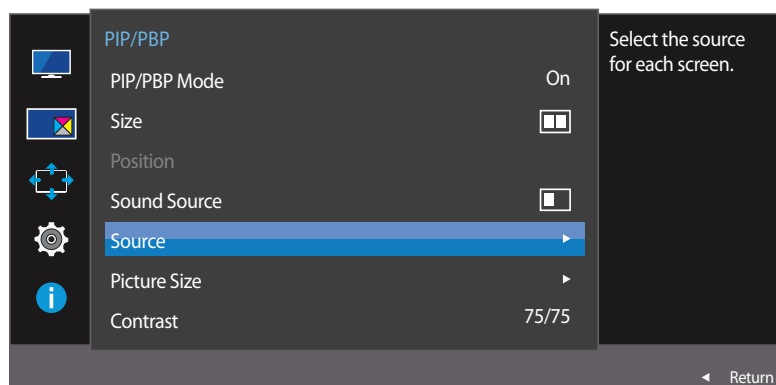 PIP/PBP
PIP/PBP Mode On
Size
Position
Sound Source
Source
Picture Size
Contrast 75/75
Select the source
for each screen.
Return